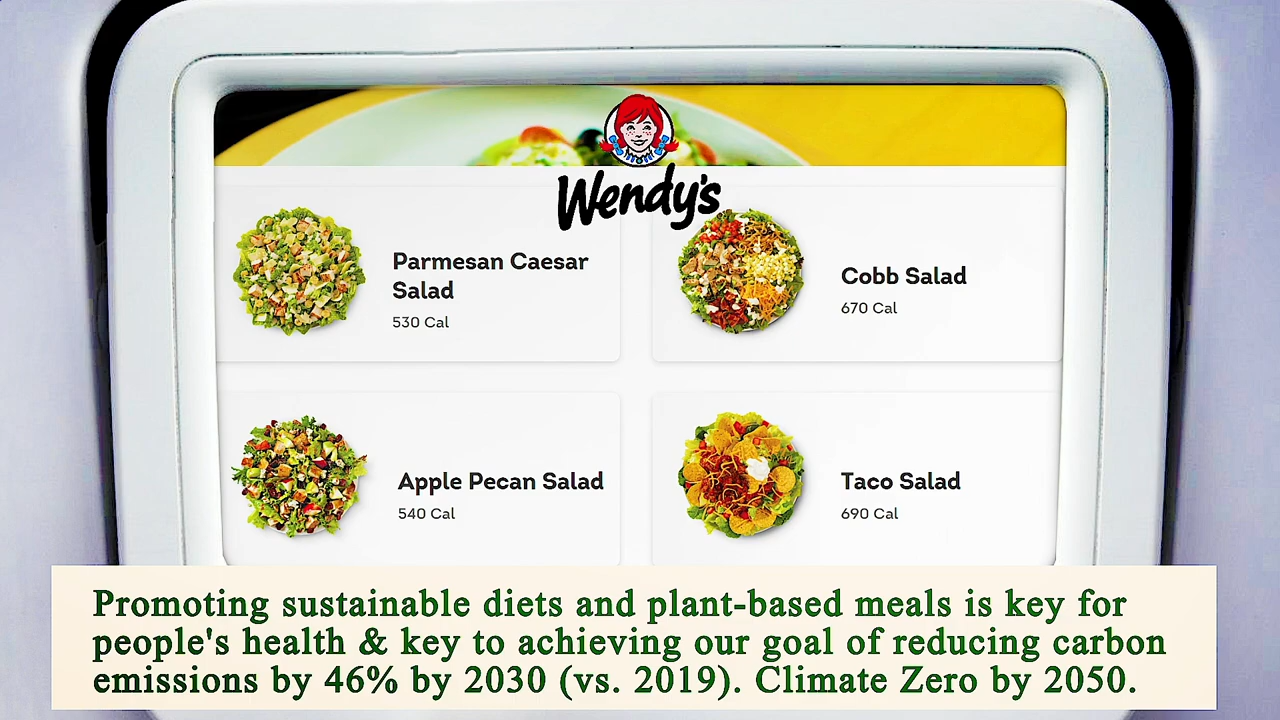 Wendy's
Parmesan Caesar
Salad
530 Cal
Cobb Salad
670 Cal
Apple Pecan Salad
540 Cal
Taco Salad
690 Cal
Promoting sustainable diets and plant-based meals is key for
people's health & key to achieving our goal of reducing carbon
emissions by 46% by 2030 (vs. 2019). Climate Zero by 2050.